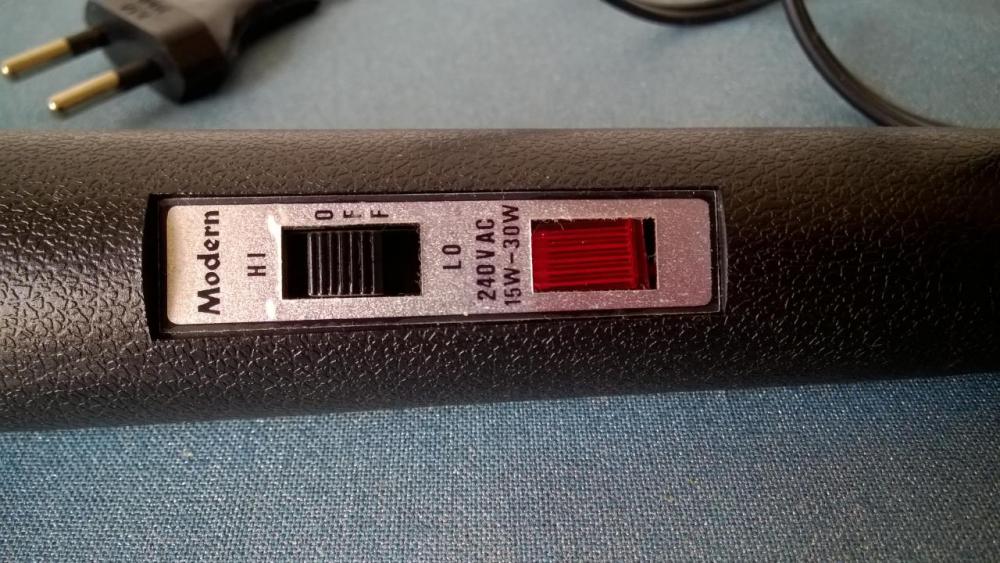 Modern
HI
OFF
LO
240V AC
15W-30W